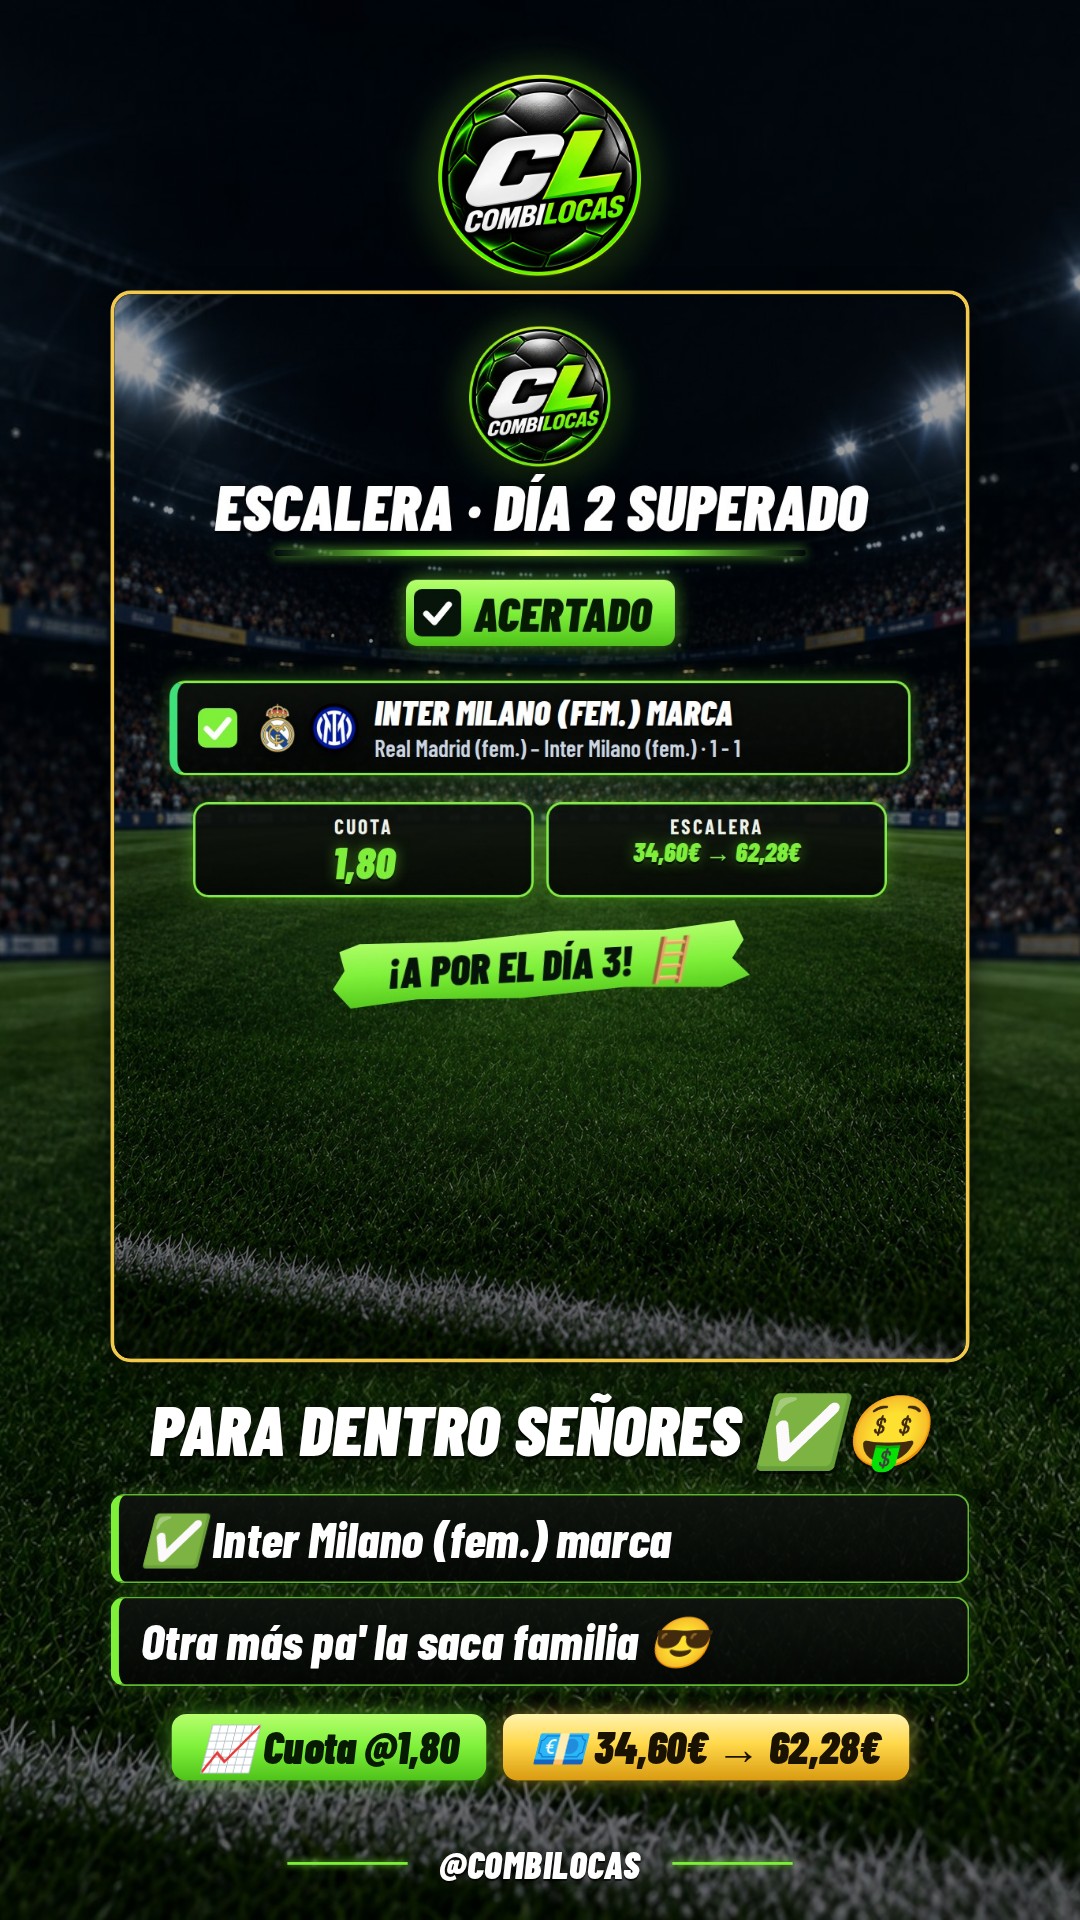 CL
COMBILOCAS
CL
COMBILOCAS
ESCALERA · DÍA 2 SUPERADO
✅ ACERTADO
✅ INTER MILANO (FEM.) MARCA
Real Madrid (fem.) – Inter Milano (fem.) · 1 - 1
CUOTA
1,80
ESCALERA
34,60€ → 62,28€
¡A POR EL DÍA 3! 🪜
PARA DENTRO SEÑORES ✅🤑
✅ Inter Milano (fem.) marca
Otra más pa' la saca familia 😎
📈 Cuota @1,80
💶 34,60€ → 62,28€
@COMBILOCAS